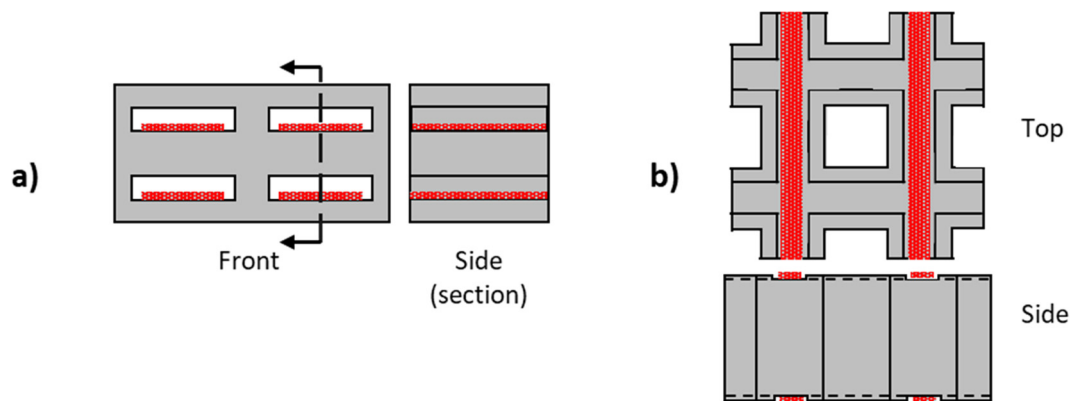 a)
Front
Side
(section)
b)
Top
Side